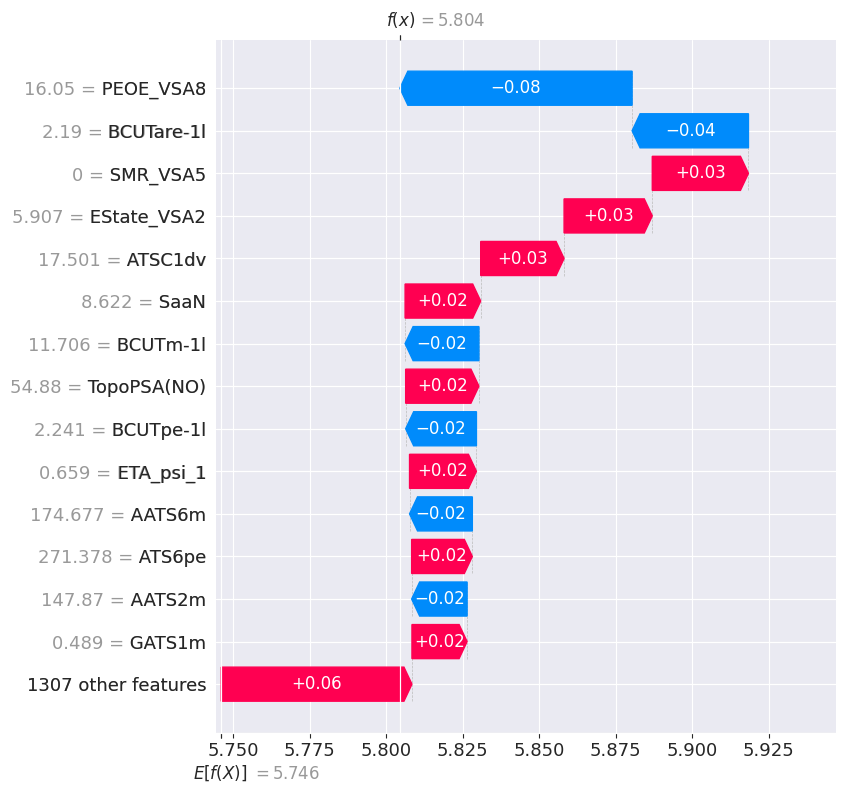 f(x) = 5.804
16.05 = PEOE_VSA8 −0.08
2.19 = BCUTare-1l −0.04
0 = SMR_VSA5 +0.03
5.907 = EState_VSA2 +0.03
17.501 = ATSC1dv +0.03
8.622 = SaaN +0.02
11.706 = BCUTm-1l −0.02
54.88 = TopoPSA(NO) +0.02
2.241 = BCUTpe-1l −0.02
0.659 = ETA_psi_1 +0.02
174.677 = AATS6m −0.02
271.378 = ATS6pe +0.02
147.87 = AATS2m −0.02
0.489 = GATS1m +0.02
1307 other features +0.06
5.750 5.775 5.800 5.825 5.850 5.875 5.900 5.925
E[f(X)] = 5.746